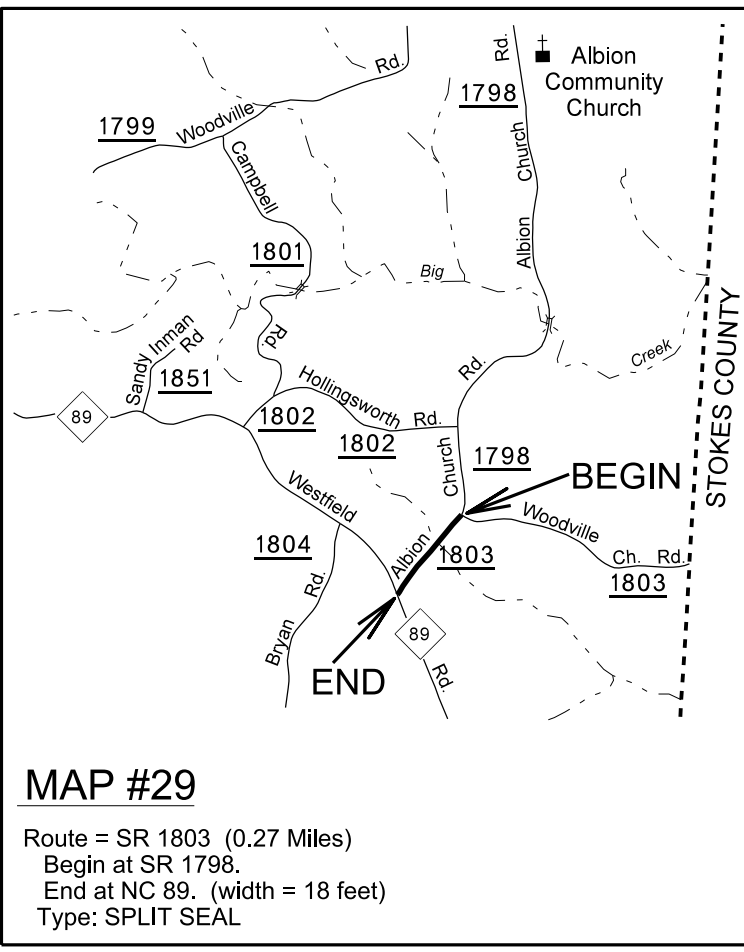 Rd.
Rd.
Albion
Community
Church
1798
1799
Woodville
Church
Campbell
Albion
1801
Big
Rd.
Creek
STOKES COUNTY
Sandy Inman
Rd
1851
Rd.
Hollingsworth
Rd.
89
1802
1802
Church
1798
BEGIN
Westfield
Woodville
1804
Albion
1803
Ch. Rd.
1803
Rd.
Bryan
89
END
Rd.
MAP #29
Route = SR 1803 (0.27 Miles)
Begin at SR 1798.
End at NC 89. (width = 18 feet)
Type: SPLIT SEAL